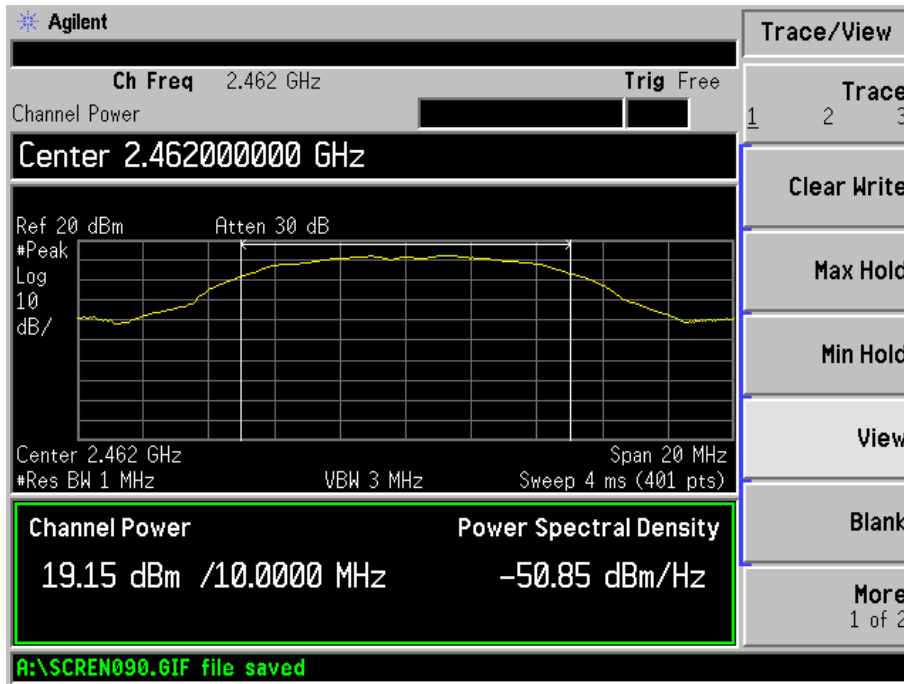 Agilent
Ch Freq 2.462 GHz Trig Free
Channel Power
Center 2.462000000 GHz
Ref 20 dBm Atten 30 dB
#Peak
Log
10
dB/
Center 2.462 GHz Span 20 MHz
#Res BW 1 MHz VBW 3 MHz Sweep 4 ms (401 pts)
Channel Power Power Spectral Density
19.15 dBm /10.0000 MHz -50.85 dBm/Hz
A:\SCREN090.GIF file saved
Trace/View
Trace
1 2 3
Clear Write
Max Hold
Min Hold
View
Blank
More
1 of 2